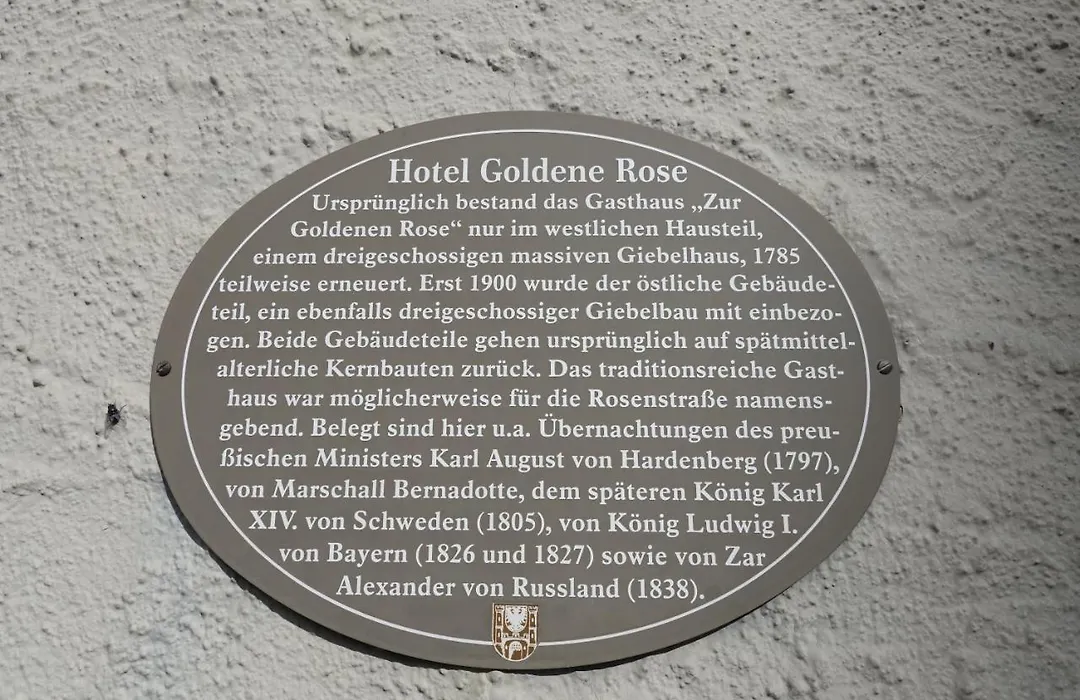 Hotel Goldene Rose
Ursprünglich bestand das Gasthaus „Zur
Goldenen Rose“ nur im westlichen Hausteil,
einem dreigeschossigen massiven Giebelhaus, 1785
teilweise erneuert. Erst 1900 wurde der östliche Gebäude-
teil, ein ebenfalls dreigeschossiger Giebelbau mit einbezo-
gen. Beide Gebäudeteile gehen ursprünglich auf spätmittel-
alterliche Kernbauten zurück. Das traditionsreiche Gast-
haus war möglicherweise für die Rosenstraße namens-
gebend. Belegt sind hier u.a. Übernachtungen des preu-
ßischen Ministers Karl August von Hardenberg (1797),
von Marschall Bernadotte, dem späteren König Karl
XIV. von Schweden (1805), von König Ludwig I.
von Bayern (1826 und 1827) sowie von Zar
Alexander von Russland (1838).